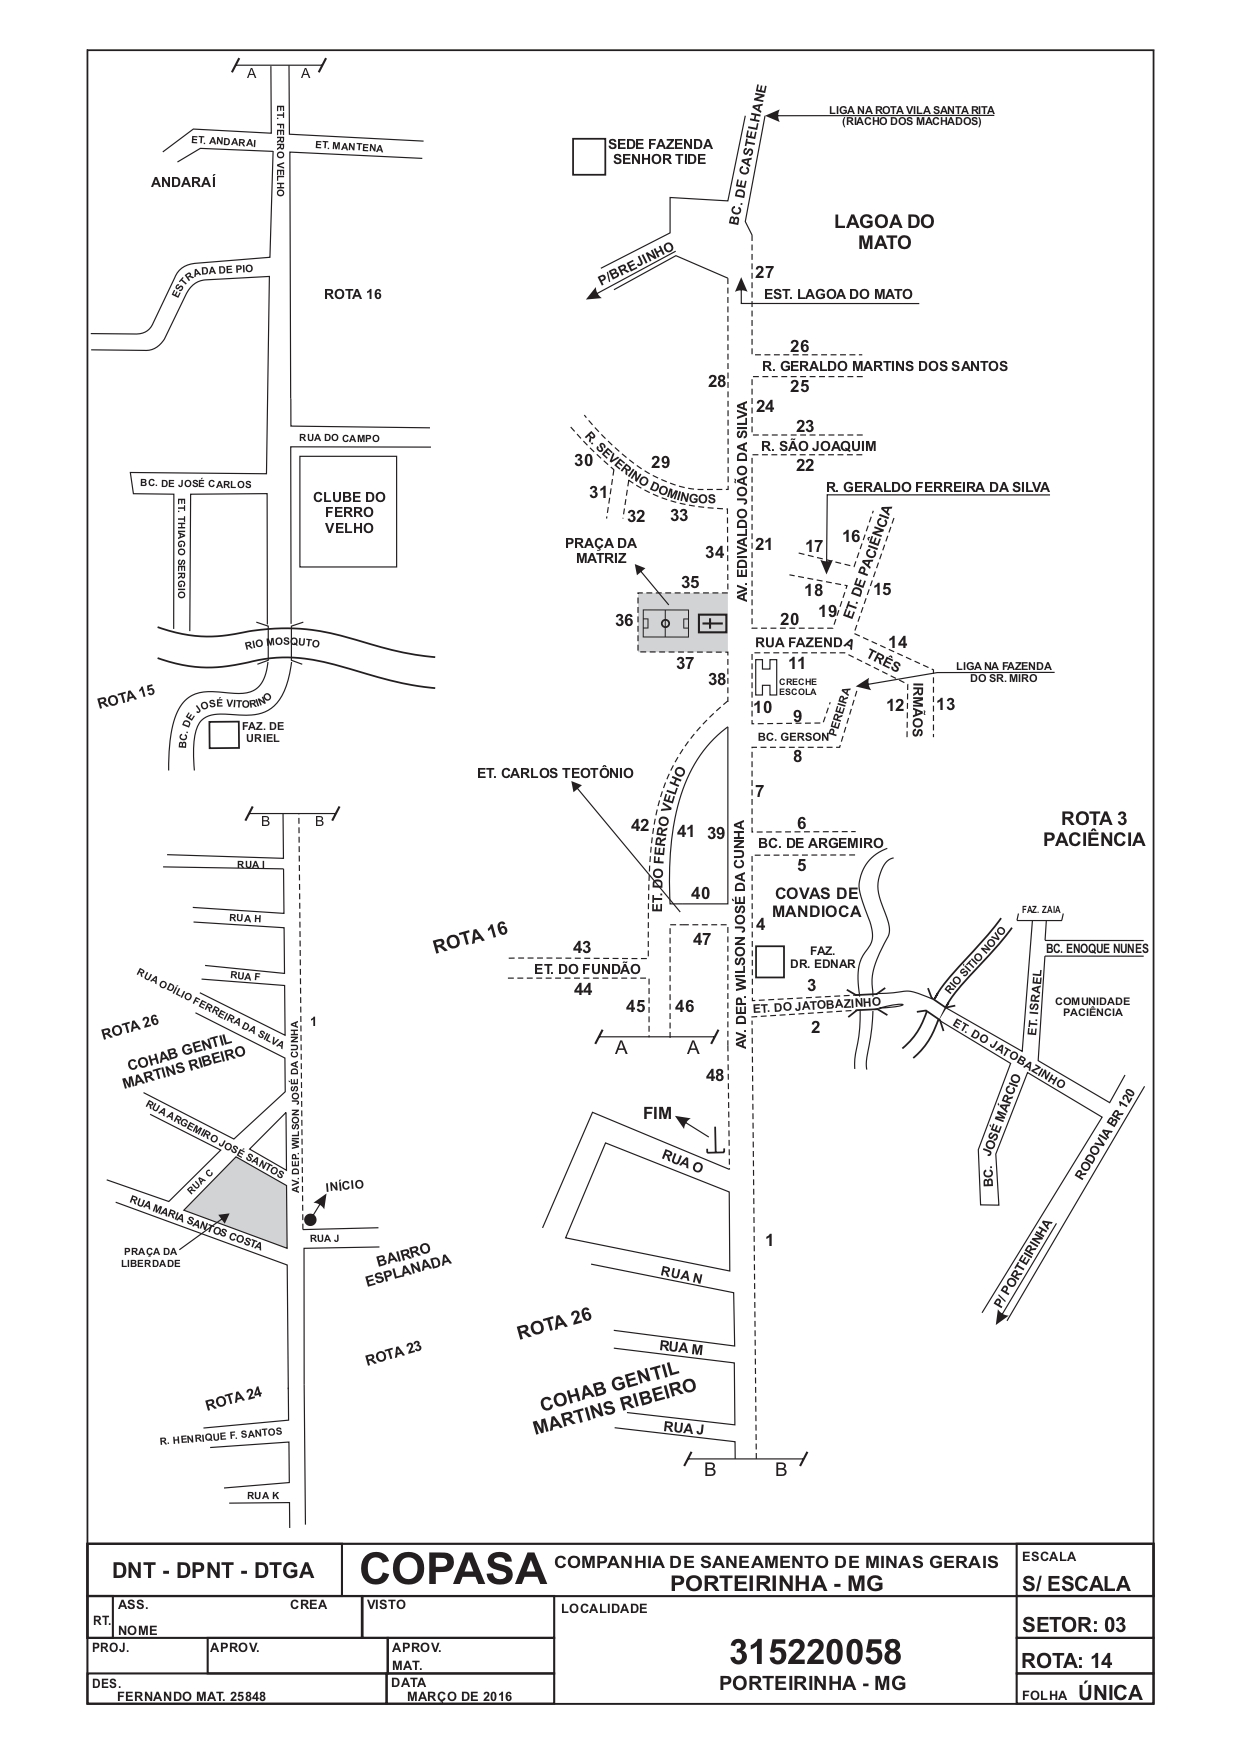 A A
ET. FERRO VELHO
ET. ANDARAI
ET. MANTENA
ANDARAÍ
ESTRADA DE PIO
ROTA 16
RUA DO CAMPO
BC. DE JOSÉ CARLOS
ET. THIAGO SERGIO
CLUBE DO
FERRO
VELHO
RIO MOSQUTO
ROTA 15
BC. DE JOSÉ VITORINO
FAZ. DE
URIEL
BC. DE CASTELHANE
LIGA NA ROTA VILA SANTA RITA
(RIACHO DOS MACHADOS)
SEDE FAZENDA
SENHOR TIDE
LAGOA DO
MATO
P/BREJINHO
27
EST. LAGOA DO MATO
26
R. GERALDO MARTINS DOS SANTOS
25
28
24
AV. EDIVALDO JOÃO DA SILVA
23
R. SÃO JOAQUIM
22
R. SEVERINO DOMINGOS
29
30
31
32
33
R. GERALDO FERREIRA DA SILVA
PRAÇA DA
MATRIZ
34
21
17
16
ET. DE PACIÊNCIA
35
18
15
36
19
20
RUA FAZENDA
TRÊS
IRMÃOS
14
37
11
38
CRECHE
ESCOLA
LIGA NA FAZENDA
DO SR. MIRO
10
9
PEREIRA
12
13
BC. GERSON
8
ET. CARLOS TEOTÔNIO
7
ET. DO FERRO VELHO
42
41
39
AV. DEP. WILSON JOSÉ DA CUNHA
6
BC. DE ARGEMIRO
5
ROTA 3
PACIÊNCIA
40
COVAS DE
MANDIOCA
4
ROTA 16
47
43
ET. DO FUNDÃO
44
FAZ.
DR. EDNAR
3
ET. DO JATOBAZINHO
2
45
46
A A
FAZ. ZAIA
RIO SÍTIO NOVO
BC. ENOQUE NUNES
ET. ISRAEL
COMUNIDADE
PACIÊNCIA
ET. DO JATOBAZINHO
BC. JOSÉ MÁRCIO
RODOVIA BR 120
P/ PORTEIRINHA
48
FIM
RUA O
1
RUA N
ROTA 26
RUA M
COHAB GENTIL
MARTINS RIBEIRO
RUA J
B B
B B
RUA I
RUA H
RUA F
RUA ODÍLIO FERREIRA DA SILVA
1
ROTA 26
COHAB GENTIL
MARTINS RIBEIRO
AV. DEP. WILSON JOSÉ DA CUNHA
RUA ARGEMIRO JOSÉ SANTOS
RUA C
RUA MARIA SANTOS COSTA
INÍCIO
RUA J
PRAÇA DA
LIBERDADE
BAIRRO
ESPLANADA
ROTA 23
ROTA 24
R. HENRIQUE F. SANTOS
RUA K
DNT - DPNT - DTGA
COPASA COMPANHIA DE SANEAMENTO DE MINAS GERAIS
PORTEIRINHA - MG
ESCALA
S/ ESCALA
RT.
ASS. CREA
NOME
VISTO
LOCALIDADE
315220058
PORTEIRINHA - MG
SETOR: 03
PROJ.
APROV.
APROV.
MAT.
ROTA: 14
DES.
FERNANDO MAT. 25848
DATA
MARÇO DE 2016
FOLHA ÚNICA